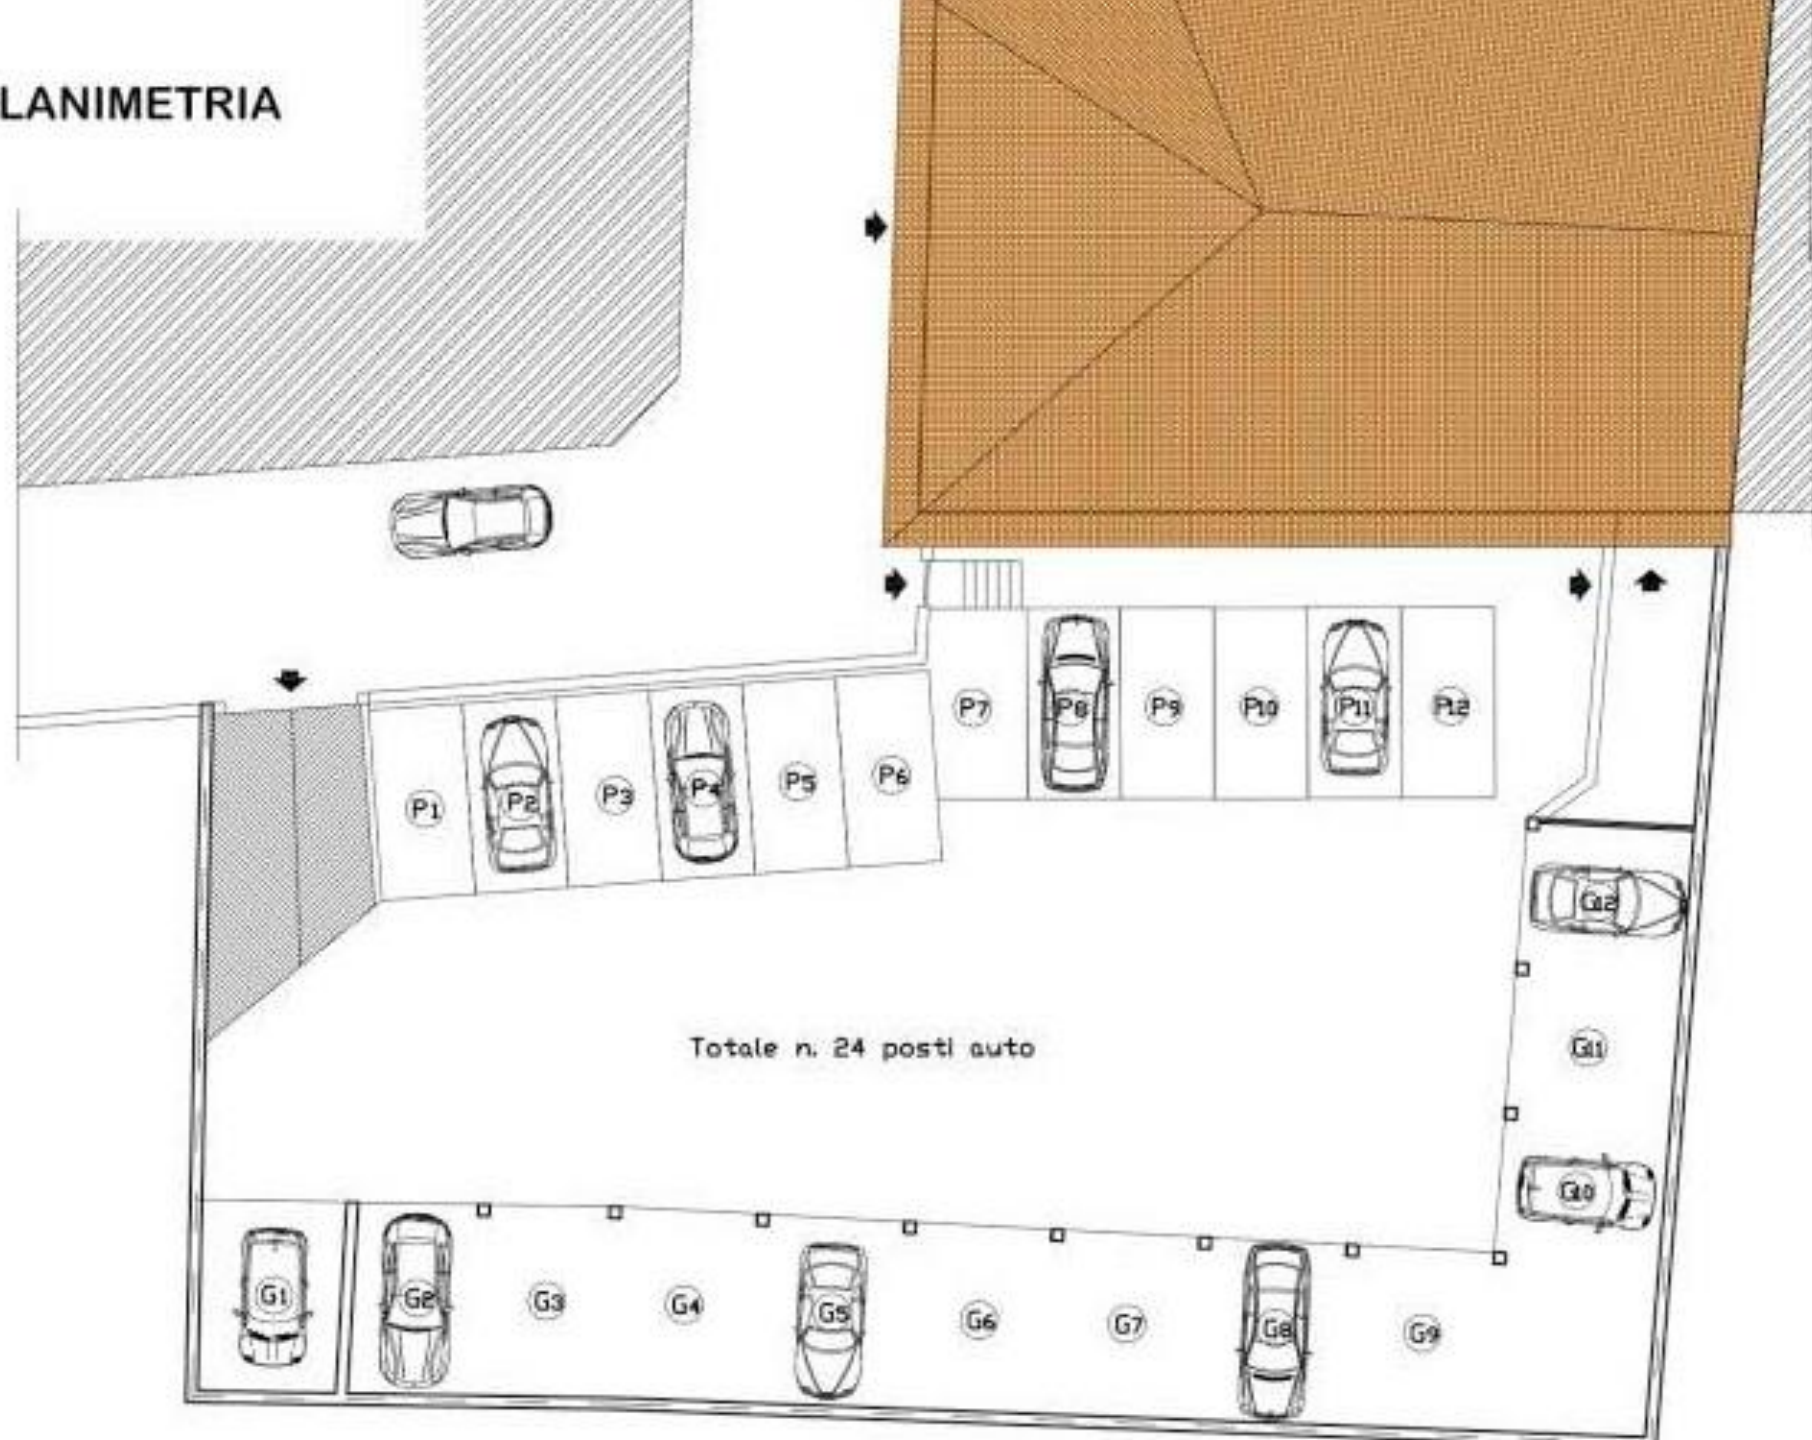 LANIMETRIA
P1
P2
P3
P4
P5
P6
P7
P8
P9
P10
P11
P12
G12
G11
G10
Totale n. 24 posti auto
G1
G2
G3
G4
G5
G6
G7
G8
G9